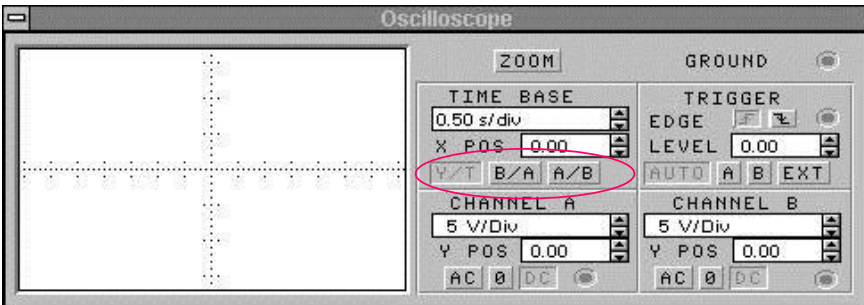 Oscilloscope
ZOOM
GROUND
TIME BASE
0.50 s/div
X POS 0.00
Y/T B/A A/B
TRIGGER
EDGE
LEVEL 0.00
AUTO A B EXT
CHANNEL A
5 V/Div
Y POS 0.00
AC 0 DC
CHANNEL B
5 V/Div
Y POS 0.00
AC 0 DC